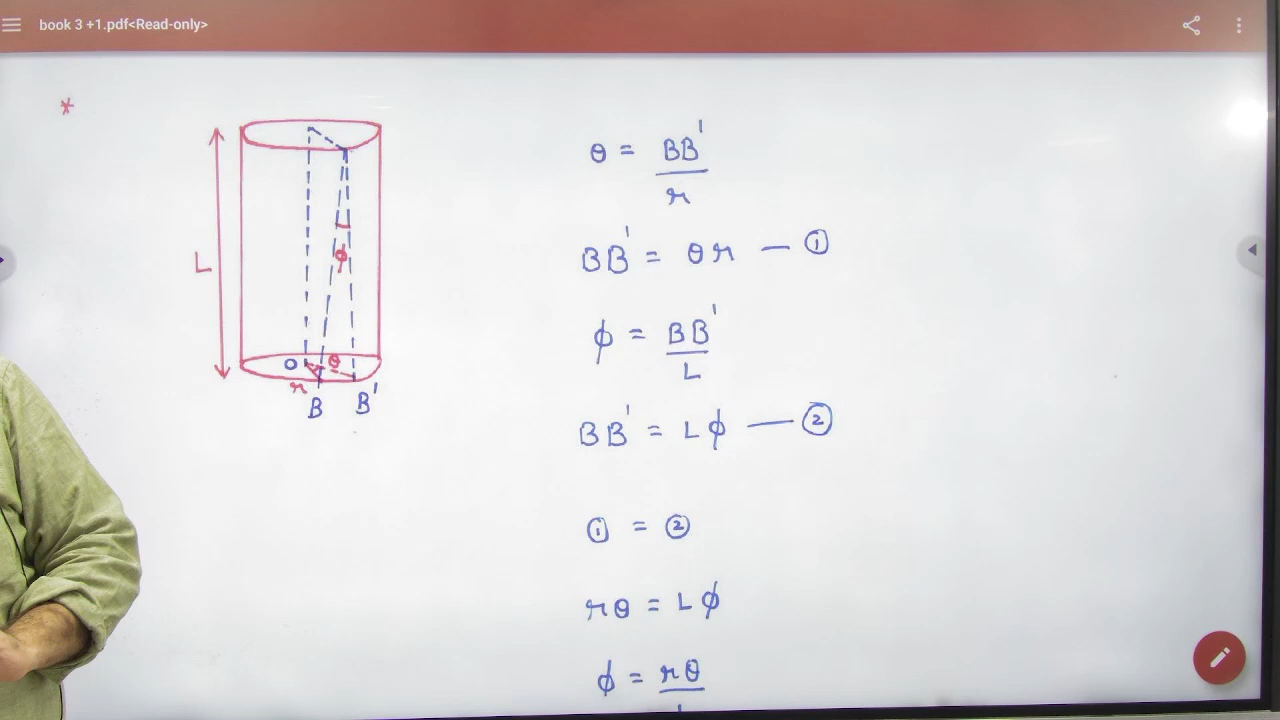 book 3 +1.pdf<Read-only>
*
L
φ
O
θ
r
B
B'
θ = BB'
r
BB' = θr — ①
φ = BB'
L
BB' = Lφ — ②
① = ②
rθ = Lφ
φ = rθ